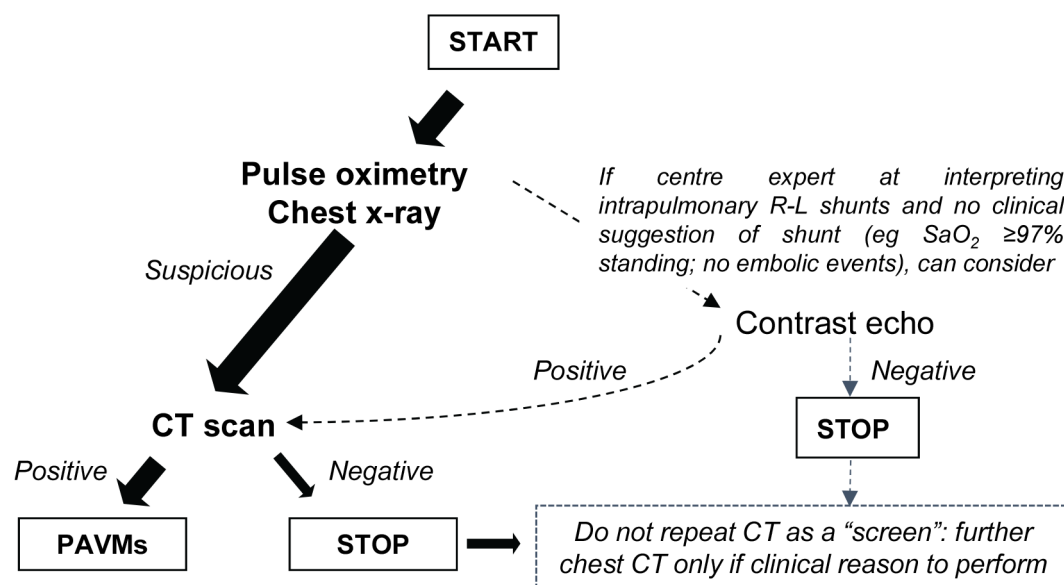 START
Pulse oximetry
Chest x-ray
If centre expert at interpreting
intrapulmonary R-L shunts and no clinical
suggestion of shunt (eg SaO₂ ≥97%
standing; no embolic events), can consider
Suspicious
Contrast echo
Positive
Negative
CT scan
STOP
Positive
Negative
PAVMs
STOP
Do not repeat CT as a “screen”: further
chest CT only if clinical reason to perform